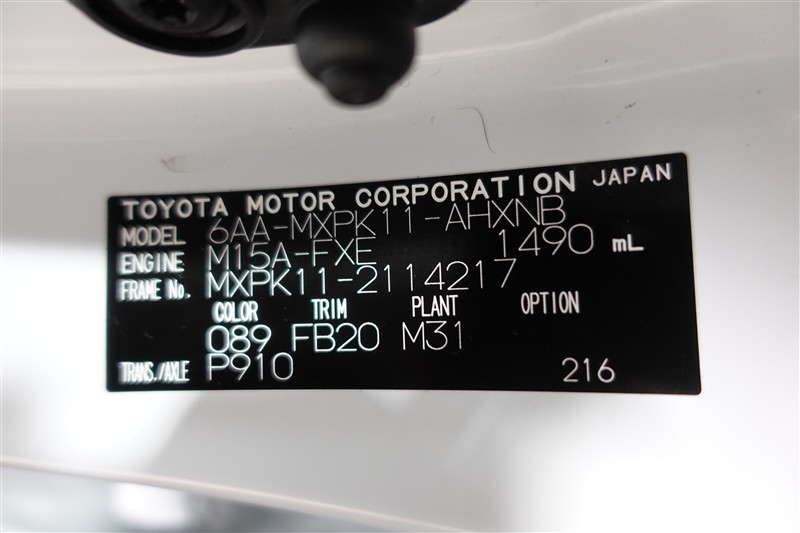 TOYOTA MOTOR CORPORATION JAPAN
MODEL 6AA-MXPK11-AHXNB
ENGINE M15A-FXE 1490 mL
FRAME No. MXPK11-2114217
COLOR TRIM PLANT OPTION
089 FB20 M31
TRANS./AXLE P910 216